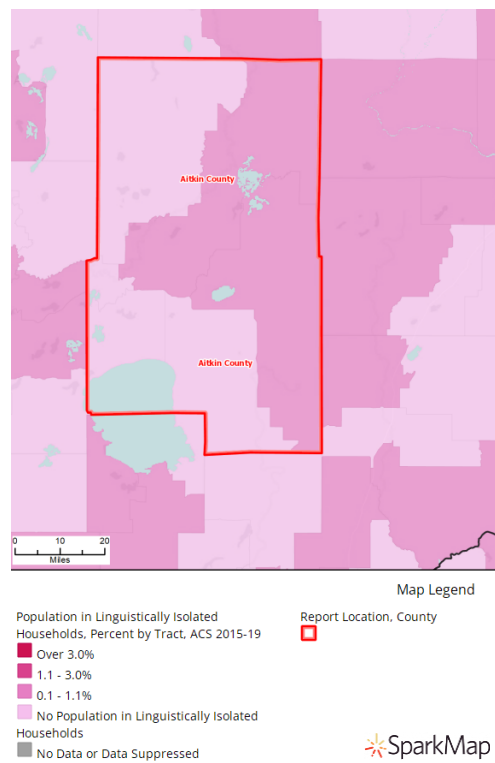 Aitkin County
Aitkin County
0 10 20
Miles
Map Legend
Population in Linguistically Isolated
Households, Percent by Tract, ACS 2015-19
Over 3.0%
1.1 - 3.0%
0.1 - 1.1%
No Population in Linguistically Isolated
Households
No Data or Data Suppressed
Report Location, County
SparkMap